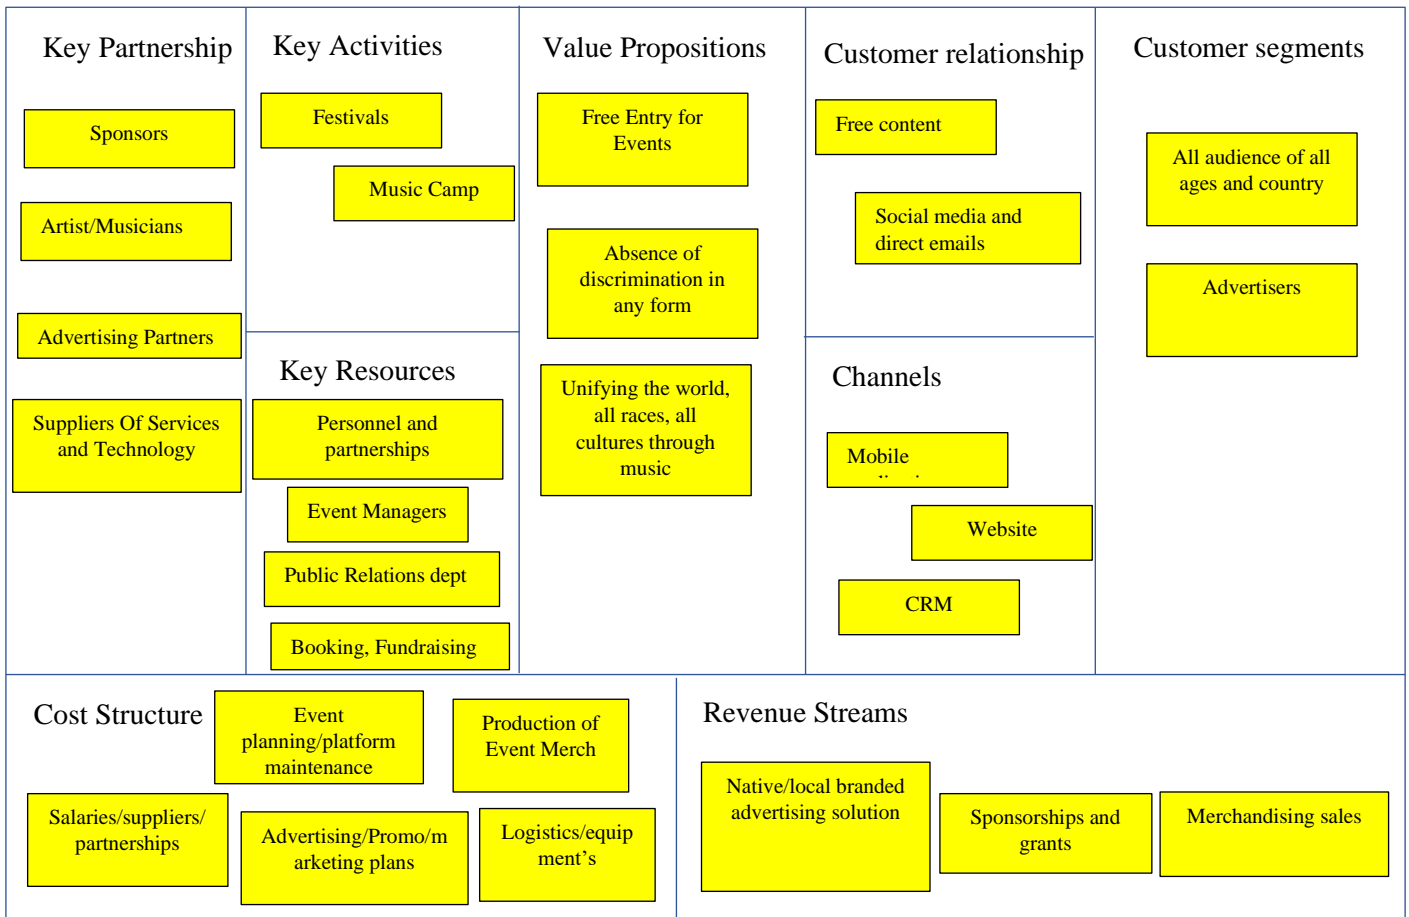 Key Partnership
Sponsors
Artist/Musicians
Advertising Partners
Suppliers Of Services
and Technology
Key Activities
Festivals
Music Camp
Key Resources
Personnel and
partnerships
Event Managers
Public Relations dept
Booking, Fundraising
Value Propositions
Free Entry for
Events
Absence of
discrimination in
any form
Unifying the world,
all races, all
cultures through
music
Customer relationship
Free content
Social media and
direct emails
Channels
Mobile
Website
CRM
Customer segments
All audience of all
ages and country
Advertisers
Cost Structure
Event
planning/platform
maintenance
Production of
Event Merch
Salaries/suppliers/
partnerships
Advertising/Promo/m
arketing plans
Logistics/equip
ment’s
Revenue Streams
Native/local branded
advertising solution
Sponsorships and
grants
Merchandising sales